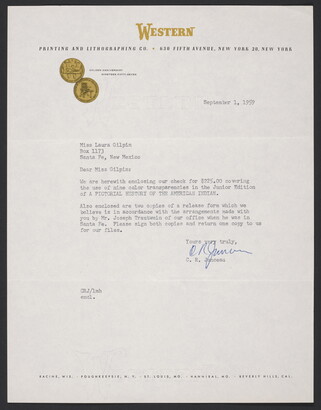 WESTERN
PRINTING AND LITHOGRAPHING CO. • 630 FIFTH AVENUE, NEW YORK 20, NEW YORK
September 1, 1959
Miss Laura Gilpin
Box 1173
Santa Fe, New Mexico
Dear Miss Gilpin:
We are herewith enclosing our check for $225.00 covering
the use of nine color transparencies in the Junior Edition
of A PICTORIAL HISTORY OF THE AMERICAN INDIAN.
Also enclosed are two copies of a release form which we
believe is in accordance with the arrangements made with
you by Mr. Joseph Trautwein of our office when he was in
Santa Fe. Please sign both copies and return one copy to us
for our files.
Yours very truly,
O. R.
ORJ/lwh
encl.
RACINE, WIS. • POUGHKEEPSIE, N. Y. • ST. LOUIS, MO. • HANNIBAL, MO. • BEVERLY HILLS, CAL.